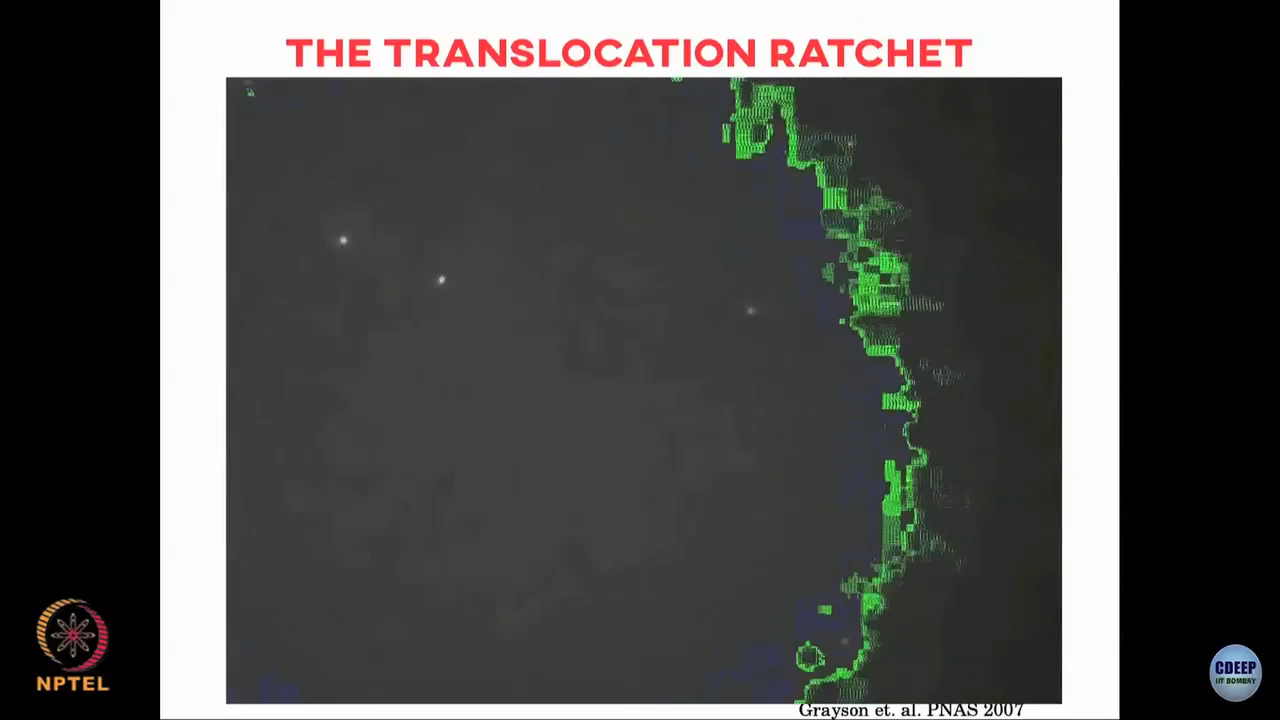 THE TRANSLOCATION RATCHET
Grayson et. al. PNAS 2007
NPTEL
CDEEP
IIT BOMBAY